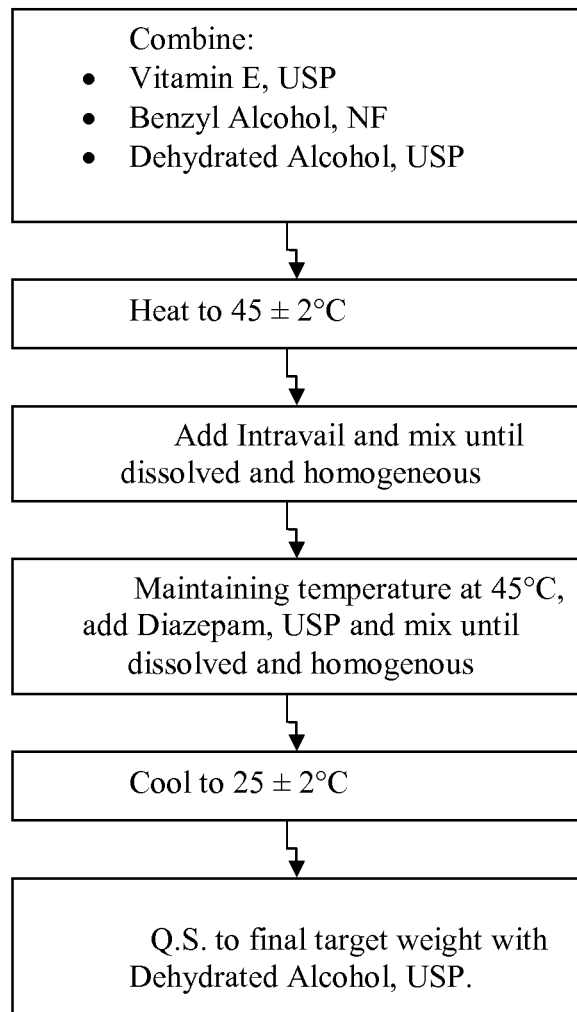 Combine:
• Vitamin E, USP
• Benzyl Alcohol, NF
• Dehydrated Alcohol, USP
Heat to 45 ± 2°C
Add Intravail and mix until
dissolved and homogeneous
Maintaining temperature at 45°C,
add Diazepam, USP and mix until
dissolved and homogenous
Cool to 25 ± 2°C
Q.S. to final target weight with
Dehydrated Alcohol, USP.